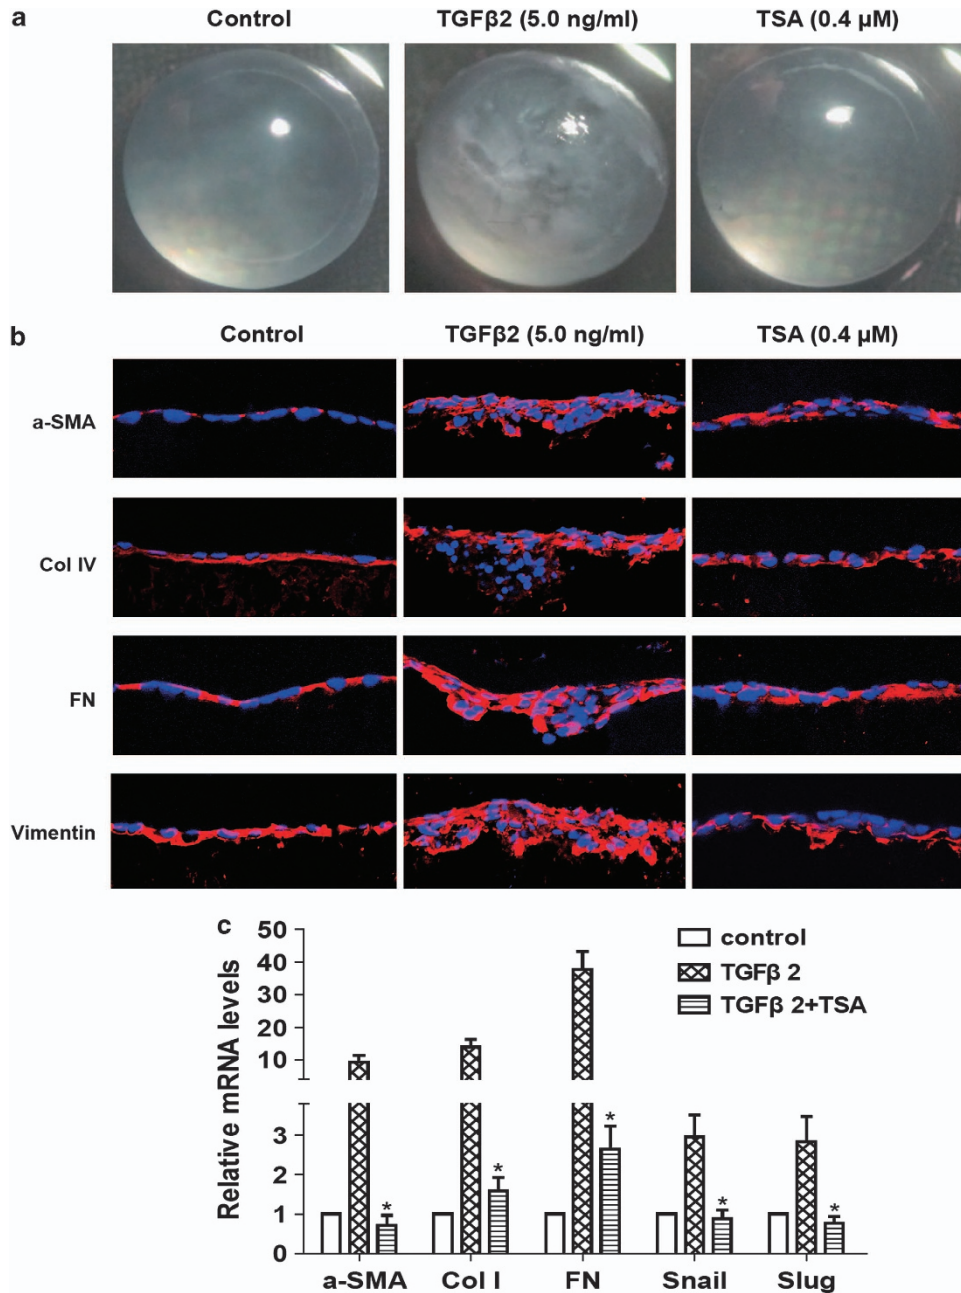 a
Control TGFβ2 (5.0 ng/ml) TSA (0.4 µM)
b
Control TGFβ2 (5.0 ng/ml) TSA (0.4 µM)
a-SMA
Col IV
FN
Vimentin
c
Relative mRNA levels
50
40
30
20
10
3
2
1
0
control
TGFβ 2
TGFβ 2+TSA
* * * * *
a-SMA Col I FN Snail Slug